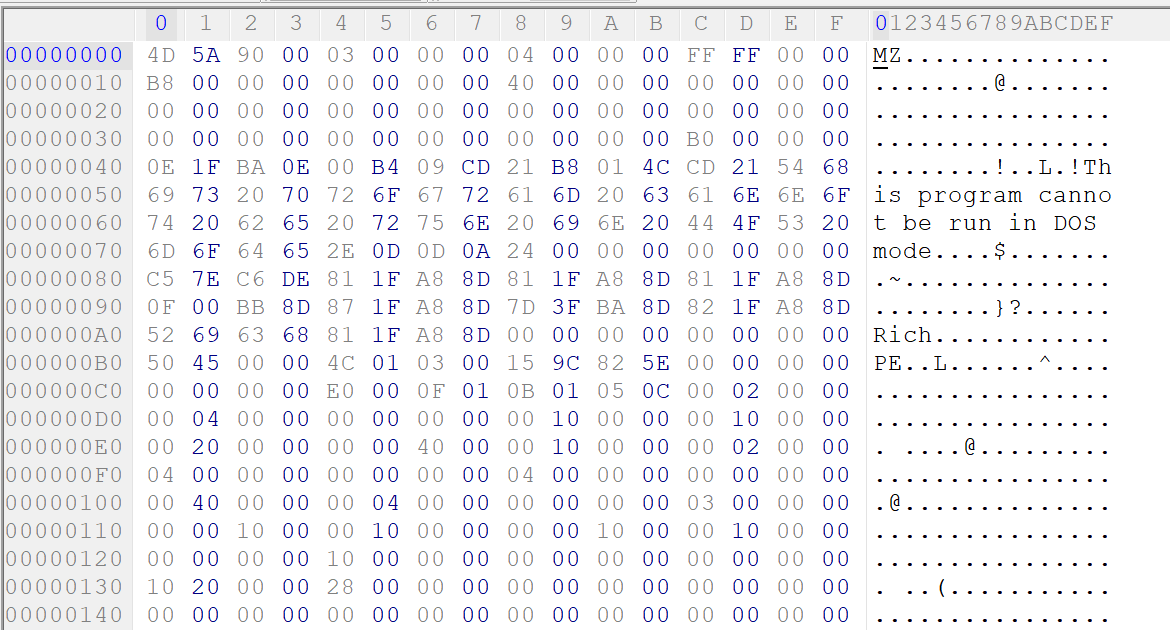 0 1 2 3 4 5 6 7 8 9 A B C D E F 0123456789ABCDEF
00000000 4D 5A 90 00 03 00 00 00 04 00 00 00 FF FF 00 00 MZ..............
00000010 B8 00 00 00 00 00 00 00 40 00 00 00 00 00 00 00 ........@.......
00000020 00 00 00 00 00 00 00 00 00 00 00 00 00 00 00 00 ................
00000030 00 00 00 00 00 00 00 00 00 00 00 00 B0 00 00 00 ................
00000040 0E 1F BA 0E 00 B4 09 CD 21 B8 01 4C CD 21 54 68 ........!..L.!Th
00000050 69 73 20 70 72 6F 67 72 61 6D 20 63 61 6E 6E 6F is program canno
00000060 74 20 62 65 20 72 75 6E 20 69 6E 20 44 4F 53 20 t be run in DOS
00000070 6D 6F 64 65 2E 0D 0D 0A 24 00 00 00 00 00 00 00 mode....$.......
00000080 C5 7E C6 DE 81 1F A8 8D 81 1F A8 8D 81 1F A8 8D .~..............
00000090 0F 00 BB 8D 87 1F A8 8D 7D 3F BA 8D 82 1F A8 8D ........}?......
000000A0 52 69 63 68 81 1F A8 8D 00 00 00 00 00 00 00 00 Rich............
000000B0 50 45 00 00 4C 01 03 00 15 9C 82 5E 00 00 00 00 PE..L......^....
000000C0 00 00 00 00 E0 00 0F 01 0B 01 05 0C 00 02 00 00 ................
000000D0 00 04 00 00 00 00 00 00 00 10 00 00 00 10 00 00 ................
000000E0 00 20 00 00 00 00 40 00 00 10 00 00 00 02 00 00 . ....@.........
000000F0 04 00 00 00 00 00 00 00 04 00 00 00 00 00 00 00 ................
00000100 00 40 00 00 00 04 00 00 00 00 00 00 03 00 00 00 .@..............
00000110 00 00 10 00 00 10 00 00 00 00 10 00 00 10 00 00 ................
00000120 00 00 00 00 10 00 00 00 00 00 00 00 00 00 00 00 ................
00000130 10 20 00 00 28 00 00 00 00 00 00 00 00 00 00 00 . ..(...........
00000140 00 00 00 00 00 00 00 00 00 00 00 00 00 00 00 00 ................